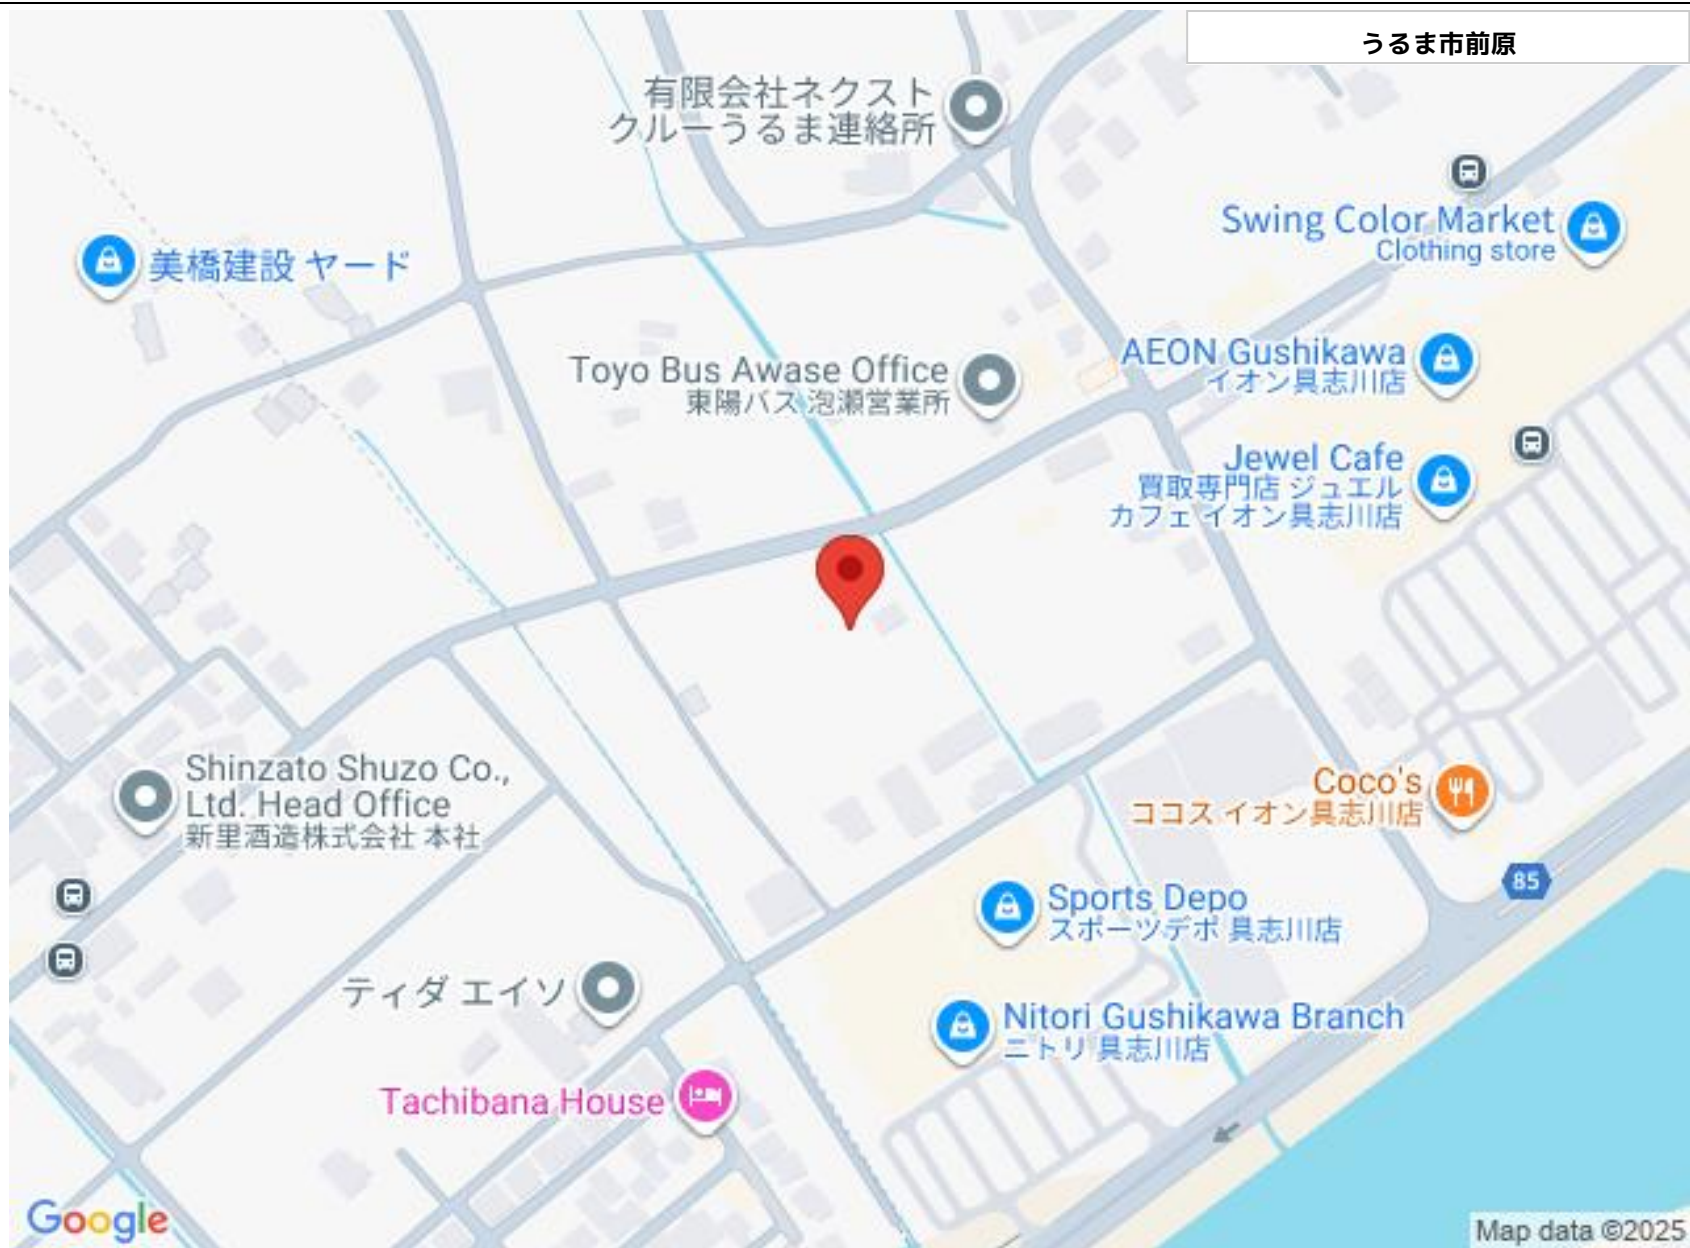 うるま市前原
有限会社ネクスト
クルーうるま連絡所
Swing Color Market
Clothing store
美橋建設 ヤード
AEON Gushikawa
イオン具志川店
Toyo Bus Awase Office
東陽バス 泡瀬営業所
Jewel Cafe
買取専門店 ジュエル
カフェ イオン具志川店
Shinzato Shuzo Co.,
Ltd. Head Office
新里酒造株式会社 本社
Coco's
ココス イオン具志川店
85
Sports Depo
スポーツデポ 具志川店
ティダ エイソ
Nitori Gushikawa Branch
ニトリ 具志川店
Tachibana House
Google
Map data ©2025